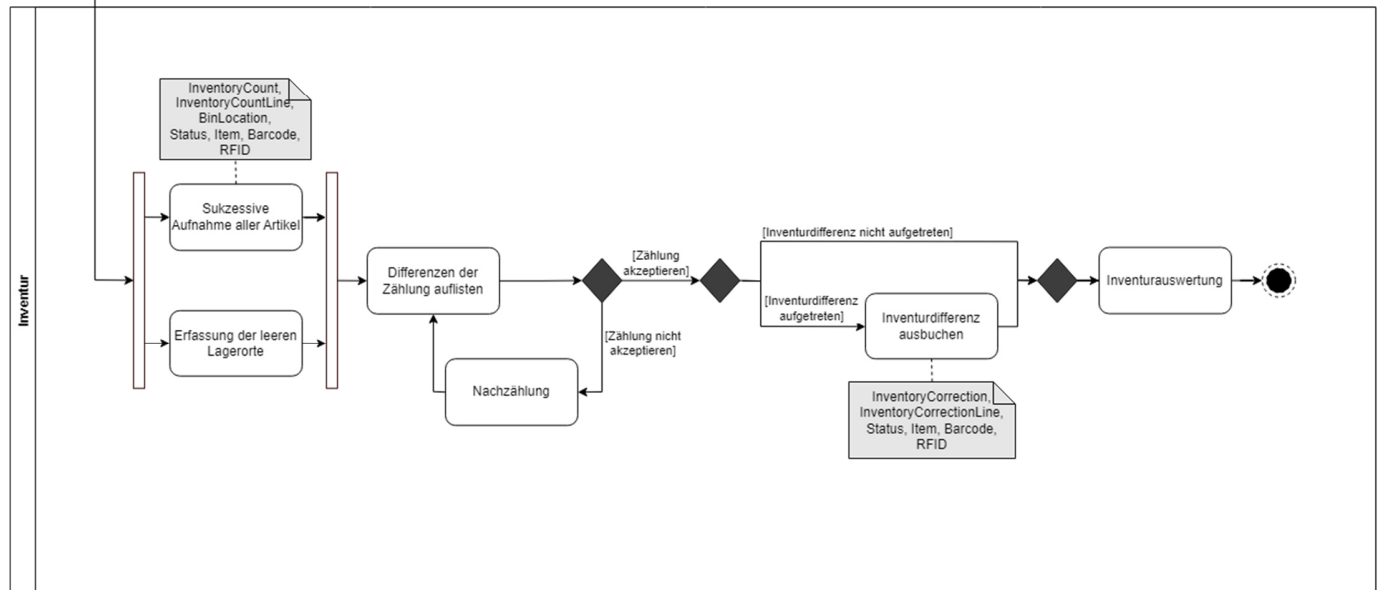 Inventur
InventoryCount,
InventoryCountLine,
BinLocation,
Status, Item, Barcode,
RFID
Sukzessive
Aufnahme aller Artikel
Erfassung der leeren
Lagerorte
Differenzen der
Zählung auflisten
Nachzählung
[Zählung
akzeptieren]
[Zählung nicht
akzeptieren]
[Inventurdifferenz nicht aufgetreten]
[Inventurdifferenz
aufgetreten]
Inventurdifferenz
ausbuchen
InventoryCorrection,
InventoryCorrectionLine,
Status, Item, Barcode,
RFID
Inventurauswertung